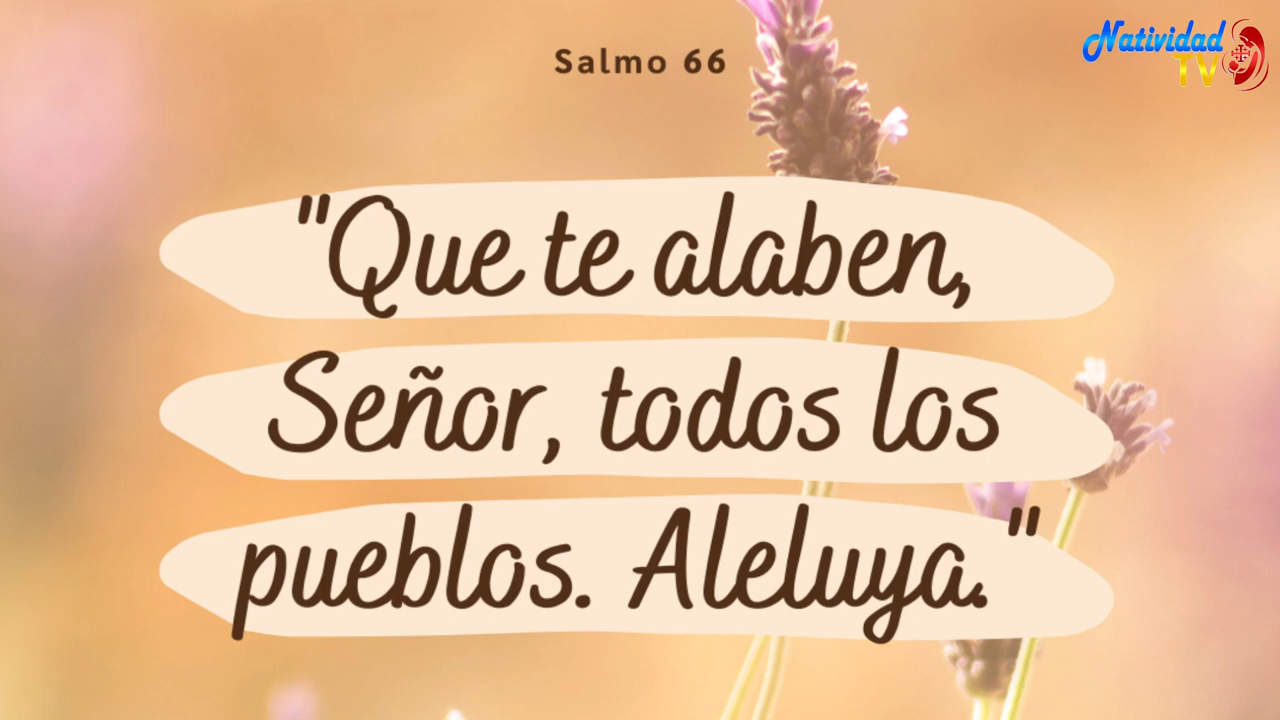 Salmo 66
Natividad
TV
"Que te alaben,
Señor, todos los
pueblos. Aleluya."